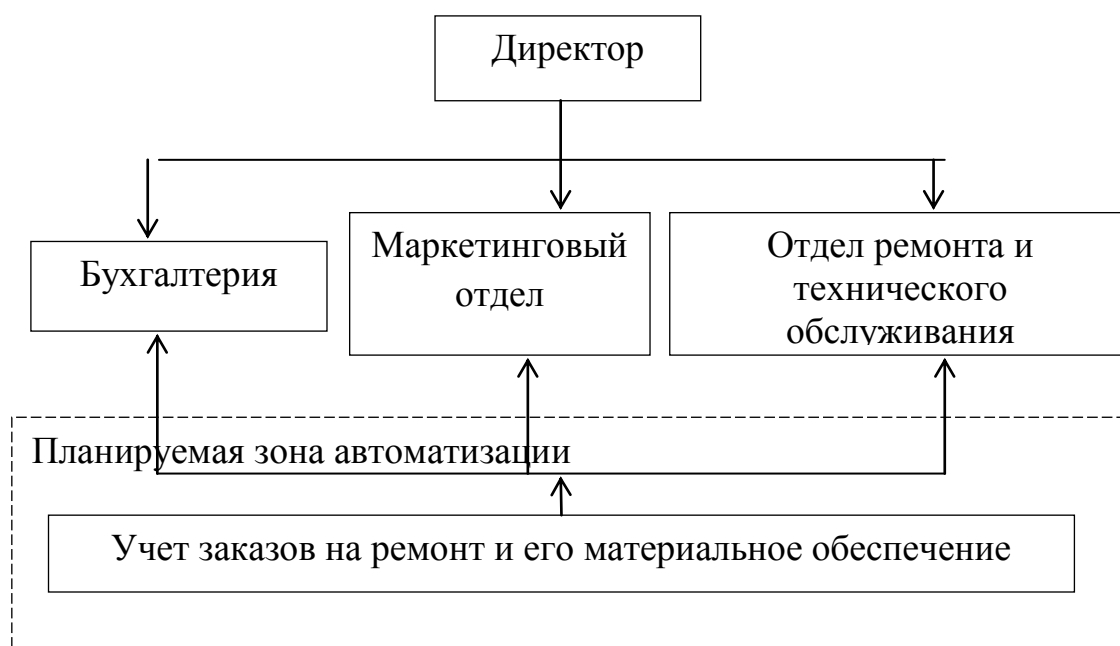 Директор
Бухгалтерия
Маркетинговый
отдел
Отдел ремонта и
технического
обслуживания
Планируемая зона автоматизации
Учет заказов на ремонт и его материальное обеспечение